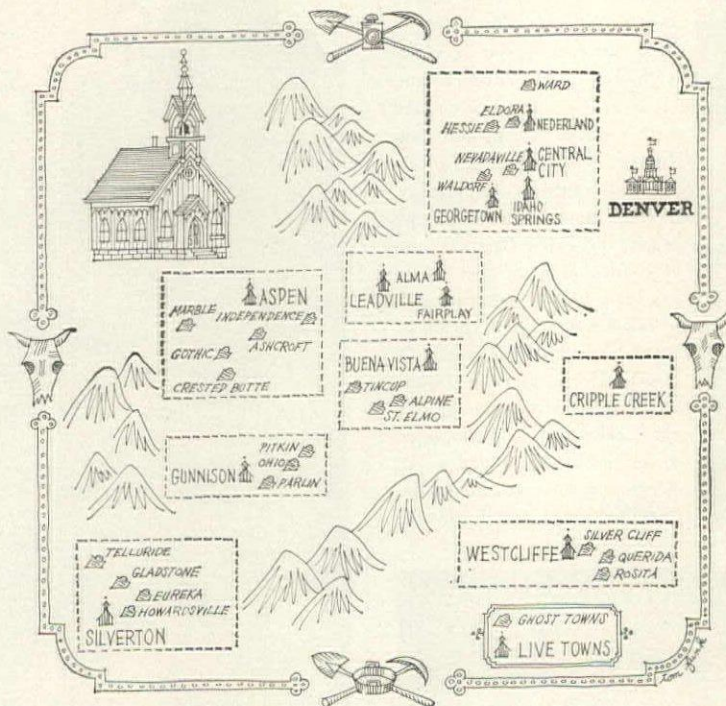 WARD
ELDORA
HESSIE
NEDERLAND
NEVADAVILLE
CENTRAL
CITY
WALDORF
GEORGETOWN
IDAHO
SPRINGS
DENVER
ASPEN
MARBLE
INDEPENDENCE
GOTHIC
ASHCROFT
CRESTED BUTTE
ALMA
LEADVILLE
FAIRPLAY
BUENA VISTA
TINCUP
ALPINE
ST. ELMO
CRIPPLE CREEK
PITKIN
OHIO
GUNNISON
PARLIN
TELLURIDE
GLADSTONE
EUREKA
HOWARDSVILLE
SILVERTON
SILVER CLIFF
WESTCLIFFE
QUERIDA
ROSITA
GHOST TOWNS
LIVE TOWNS
tom funk